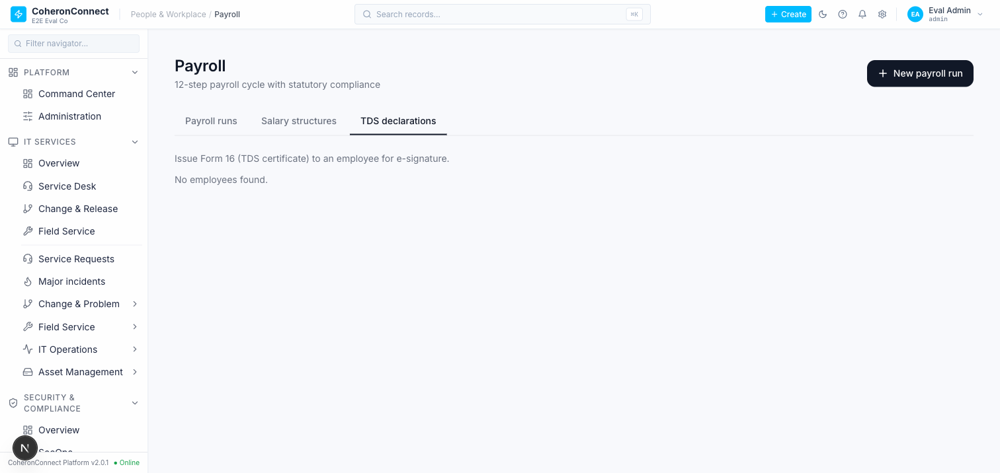 CoheronConnect
E2E Eval Co
People & Workplace / Payroll
Search records...
⌘K
+ Create
EA
Eval Admin
admin
Filter navigator...
PLATFORM
Command Center
Administration
IT SERVICES
Overview
Service Desk
Change & Release
Field Service
Service Requests
Major incidents
Change & Problem
Field Service
IT Operations
Asset Management
SECURITY &
COMPLIANCE
Overview
SecOps
N
CoheronConnect Platform v2.0.1
● Online
Payroll
12-step payroll cycle with statutory compliance
+ New payroll run
Payroll runs
Salary structures
TDS declarations
Issue Form 16 (TDS certificate) to an employee for e-signature.
No employees found.